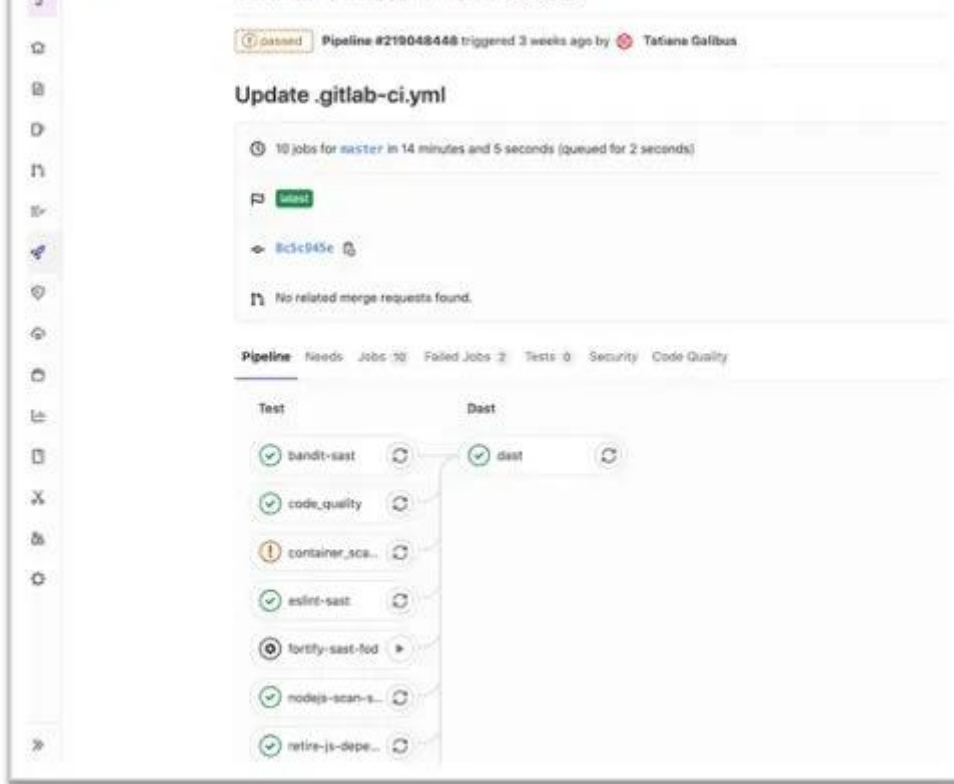 passed Pipeline #219048448 triggered 3 weeks ago by Tatiana Galibus
Update .gitlab-ci.yml
10 jobs for master in 14 minutes and 5 seconds (queued for 2 seconds)
latest
8c5c945e
No related merge requests found.
Pipeline Needs Jobs 10 Failed Jobs 2 Tests 0 Security Code Quality
Test Dast
bandit-sast dast
code_quality
container_sca...
eslint-sast
fortify-sast-fod
nodejs-scan-s...
retire-js-depe...